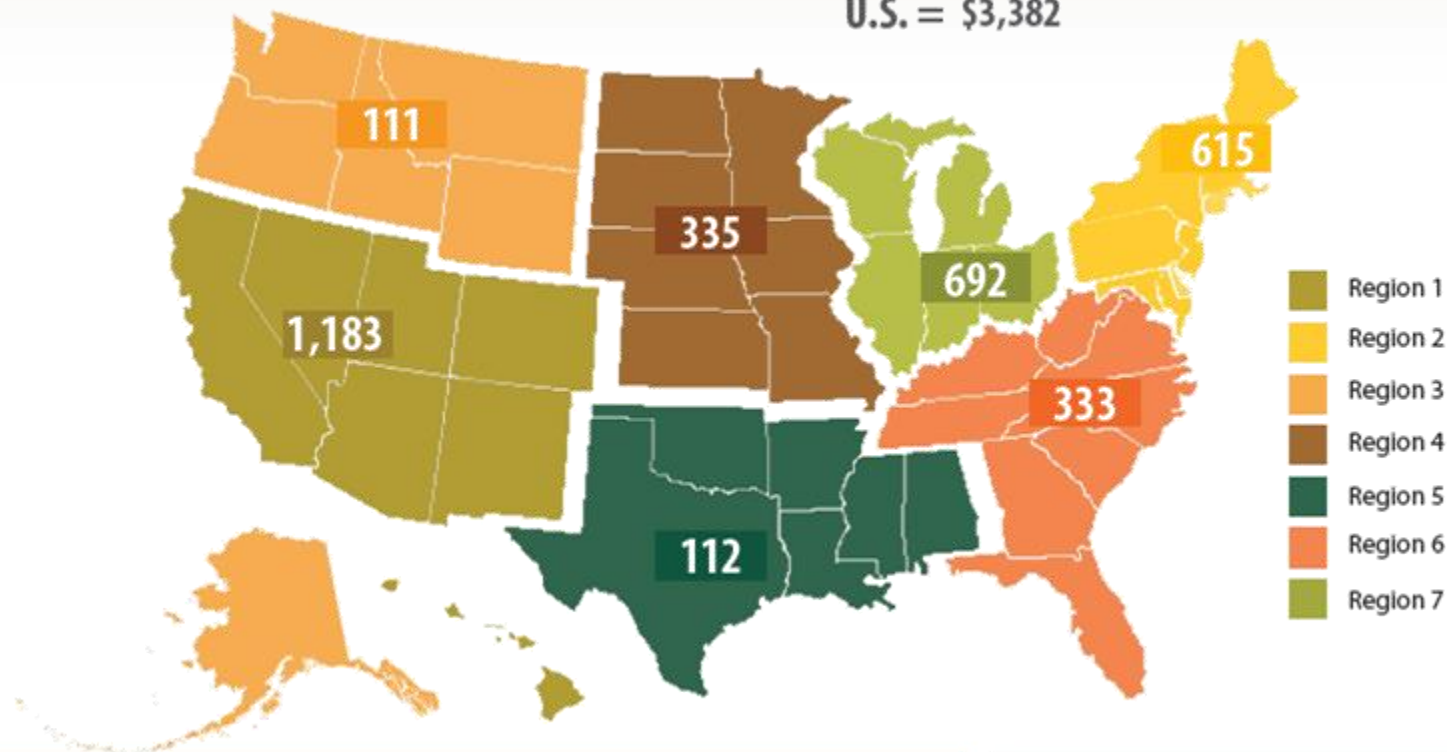 U.S. = $3,382
111
615
335
692
1,183
333
112
Region 1
Region 2
Region 3
Region 4
Region 5
Region 6
Region 7